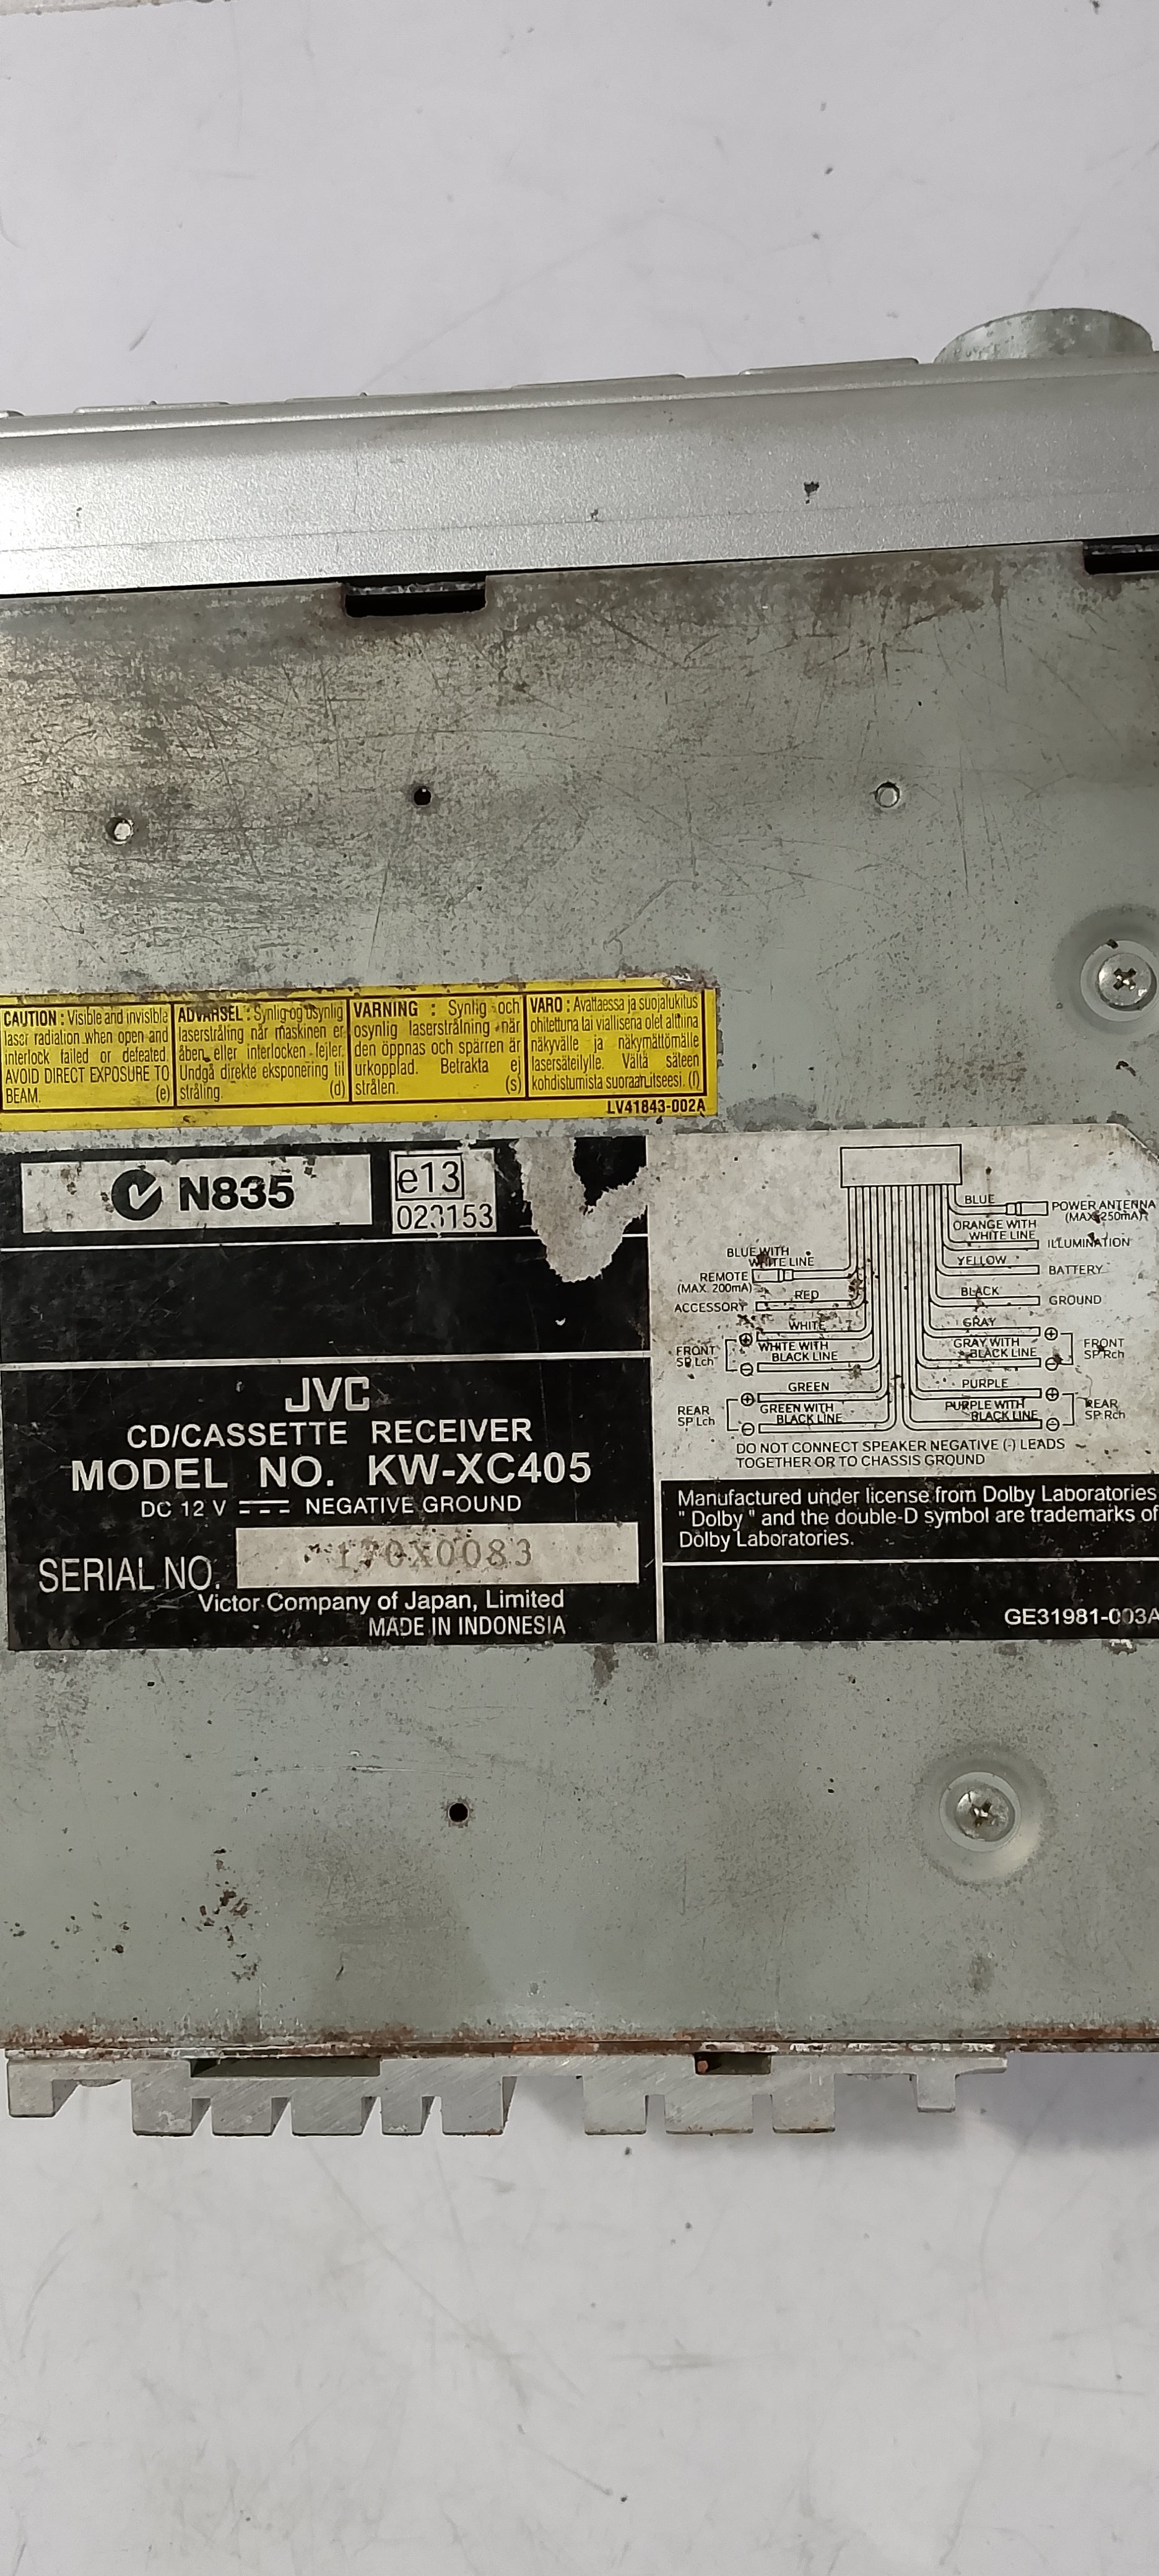 CAUTION : Visible and invisible
laser radiation when open and
interlock failed or defeated.
AVOID DIRECT EXPOSURE TO
BEAM. (e)
ADVARSEL : Synlig og usynlig
laserstråling når maskinen er
åben eller interlocken fejler.
Undgå direkte eksponering til
stråling. (d)
VARNING : Synlig och
osynlig laserstrålning när
den öppnas och spärren är
urkopplad. Betrakta ej
strålen. (s)
VARO : Avattaessa ja suojalukitus
ohitettuna tai viallisena olet alttiina
näkyvälle ja näkymättömälle
lasersäteilylle. Vältä säteen
kohdistumista suoraan itseesi. (f)
LV41843-002A
N835
e13
023153
BLUE
POWER ANTENNA
(MAX. 250mA)
ORANGE WITH
WHITE LINE
ILLUMINATION
BLUE WITH
WHITE LINE
YELLOW
BATTERY
REMOTE
(MAX. 200mA)
RED
ACCESSORY
BLACK
GROUND
WHITE
GRAY
FRONT
SP.Lch
WHITE WITH
BLACK LINE
GRAY WITH
BLACK LINE
FRONT
SP.Rch
GREEN
PURPLE
REAR
SP.Lch
GREEN WITH
BLACK LINE
PURPLE WITH
BLACK LINE
REAR
SP.Rch
DO NOT CONNECT SPEAKER NEGATIVE (-) LEADS
TOGETHER OR TO CHASSIS GROUND
JVC
CD/CASSETTE RECEIVER
MODEL NO. KW-XC405
DC 12 V NEGATIVE GROUND
SERIAL NO. 170X0083
Victor Company of Japan, Limited
MADE IN INDONESIA
Manufactured under license from Dolby Laboratories
" Dolby " and the double-D symbol are trademarks of
Dolby Laboratories.
GE31981-003A